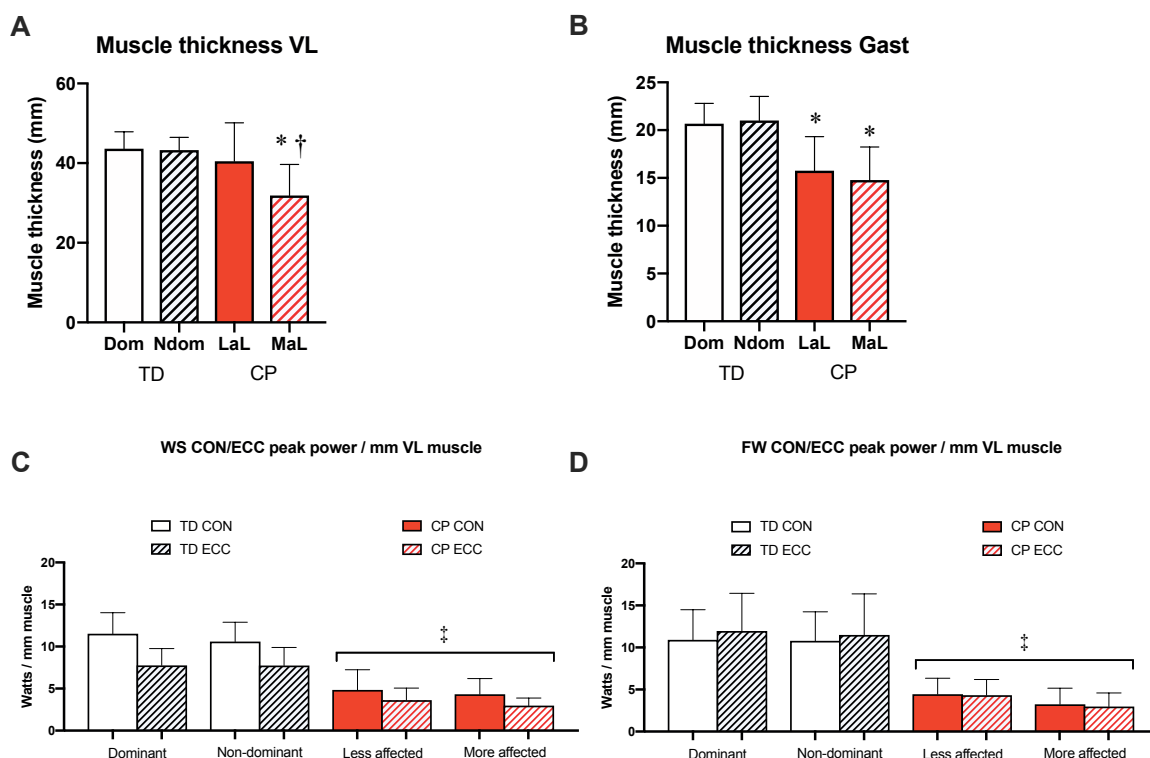 A
Muscle thickness VL
Muscle thickness (mm)
60
40
20
0
* †
Dom Ndom LaL MaL
TD CP
B
Muscle thickness Gast
Muscle thickness (mm)
25
20
15
10
5
0
* *
Dom Ndom LaL MaL
TD CP
C
WS CON/ECC peak power / mm VL muscle
TD CON CP CON
TD ECC CP ECC
Watts / mm muscle
20
15
10
5
0
‡
Dominant Non-dominant Less affected More affected
D
FW CON/ECC peak power / mm VL muscle
TD CON CP CON
TD ECC CP ECC
Watts / mm muscle
20
15
10
5
0
‡
Dominant Non-dominant Less affected More affected